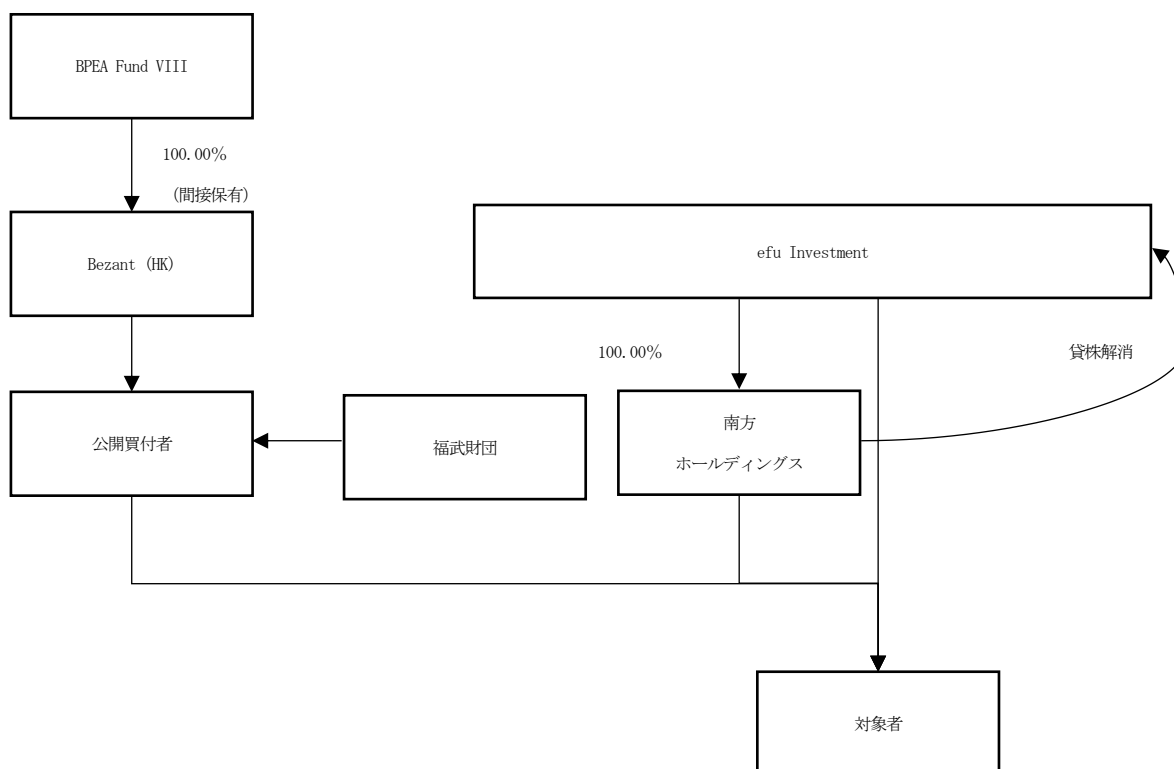 BPEA Fund VIII
100.00%
(間接保有)
Bezant (HK)
efu Investment
100.00%
貸株解消
公開買付者
福武財団
南方
ホールディングス
対象者